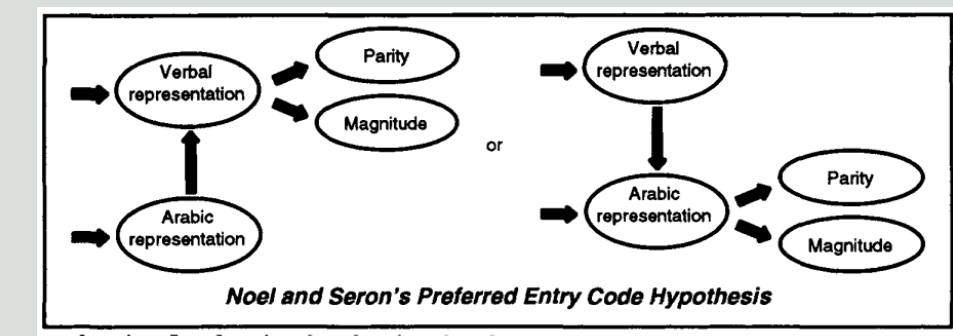 Verbal
representation
Parity
Magnitude
Arabic
representation
or
Verbal
representation
Arabic
representation
Parity
Magnitude
Noel and Seron's Preferred Entry Code Hypothesis